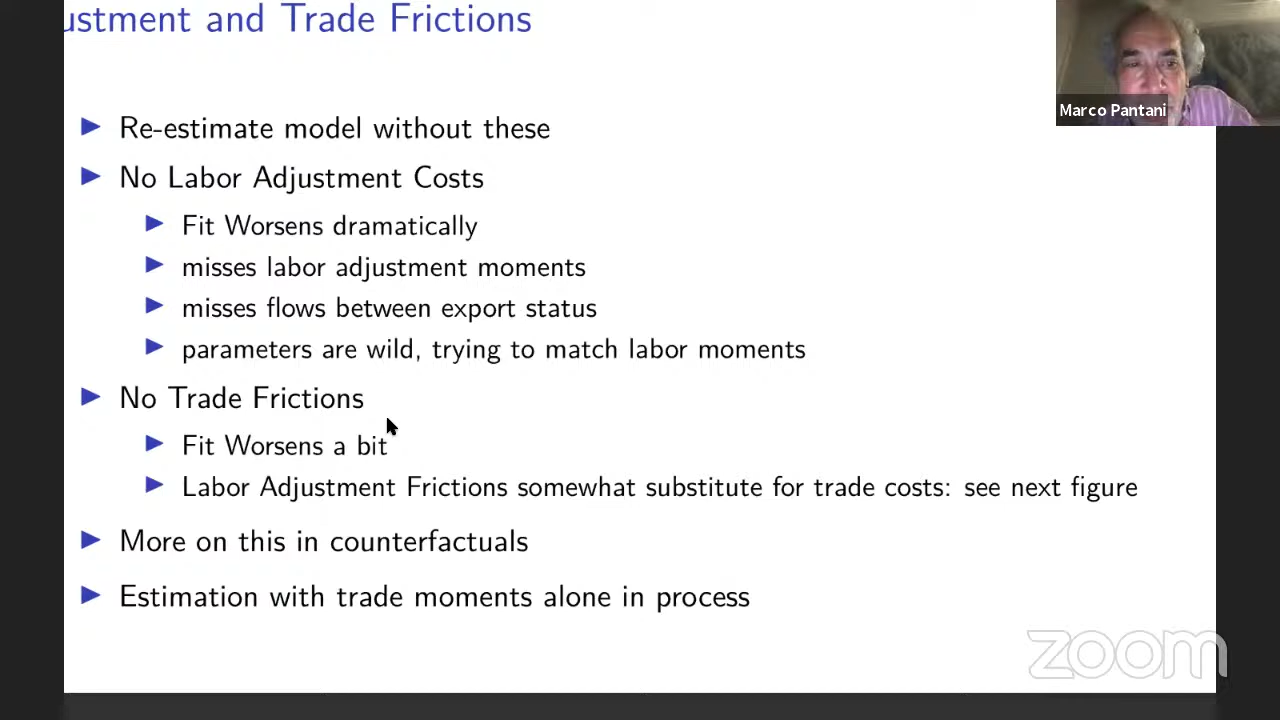 ustment and Trade Frictions
Marco Pantani
Re-estimate model without these
No Labor Adjustment Costs
Fit Worsens dramatically
misses labor adjustment moments
misses flows between export status
parameters are wild, trying to match labor moments
No Trade Frictions
Fit Worsens a bit
Labor Adjustment Frictions somewhat substitute for trade costs: see next figure
More on this in counterfactuals
Estimation with trade moments alone in process
zoom